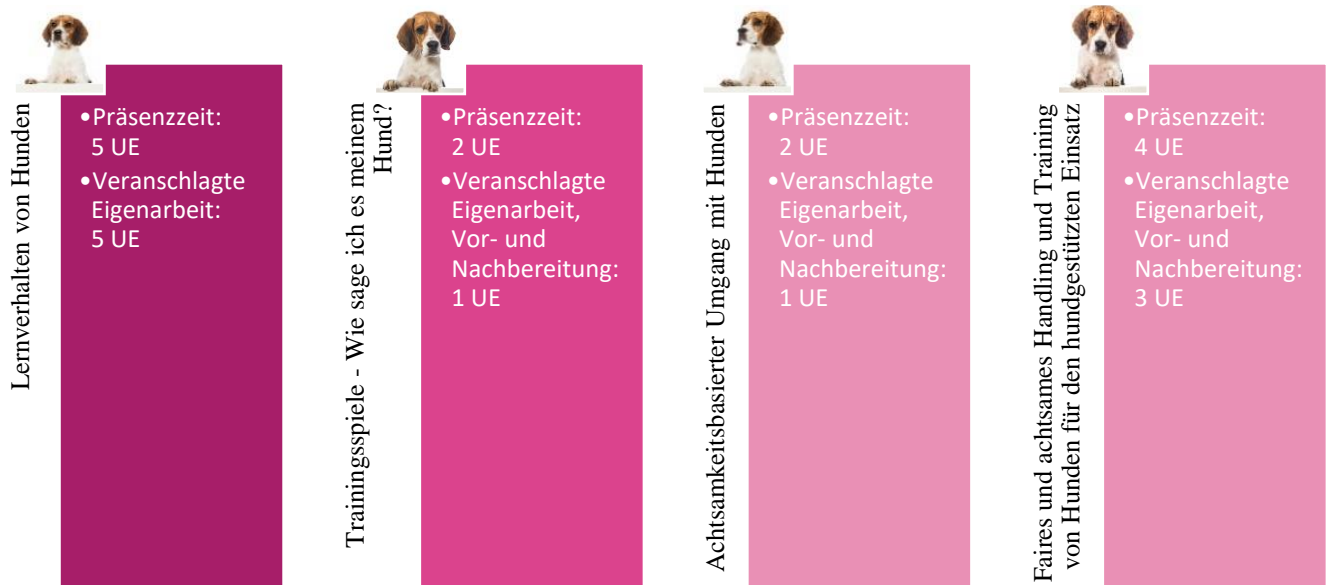 Lernverhalten von Hunden
•Präsenzzeit:
5 UE
•Veranschlagte
Eigenarbeit:
5 UE
Trainingsspiele - Wie sage ich es meinem
Hund?
•Präsenzzeit:
2 UE
•Veranschlagte
Eigenarbeit,
Vor- und
Nachbereitung:
1 UE
Achtsamkeitsbasierter Umgang mit Hunden
•Präsenzzeit:
2 UE
•Veranschlagte
Eigenarbeit,
Vor- und
Nachbereitung:
1 UE
Faires und achtsames Handling und Training
von Hunden für den hundgestützten Einsatz
•Präsenzzeit:
4 UE
•Veranschlagte
Eigenarbeit,
Vor- und
Nachbereitung:
3 UE